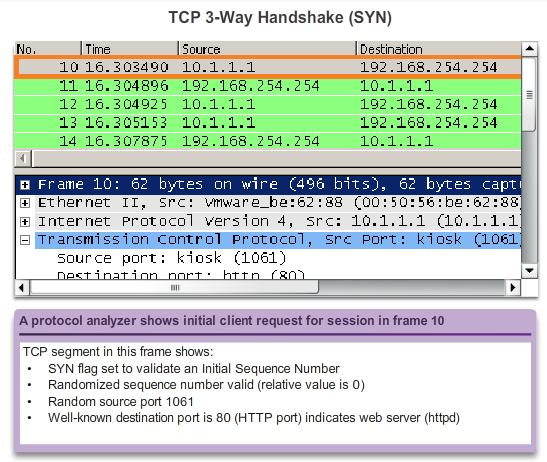 TCP 3-Way Handshake (SYN)
No. Time Source Destination
10 16.303490 10.1.1.1 192.168.254.254
11 16.304896 192.168.254.254 10.1.1.1
12 16.304925 10.1.1.1 192.168.254.254
13 16.305153 10.1.1.1 192.168.254.254
14 16.307875 192.168.254.254 10.1.1.1
Frame 10: 62 bytes on wire (496 bits), 62 bytes capt
Ethernet II, Src: Vmware_be:62:88 (00:50:56:be:62:88)
Internet Protocol Version 4, Src: 10.1.1.1 (10.1.1.1)
Transmission Control Protocol, Src Port: kiosk (1061)
Source port: kiosk (1061)
Destination port: http (80)
A protocol analyzer shows initial client request for session in frame 10
TCP segment in this frame shows:
• SYN flag set to validate an Initial Sequence Number
• Randomized sequence number valid (relative value is 0)
• Random source port 1061
• Well-known destination port is 80 (HTTP port) indicates web server (httpd)